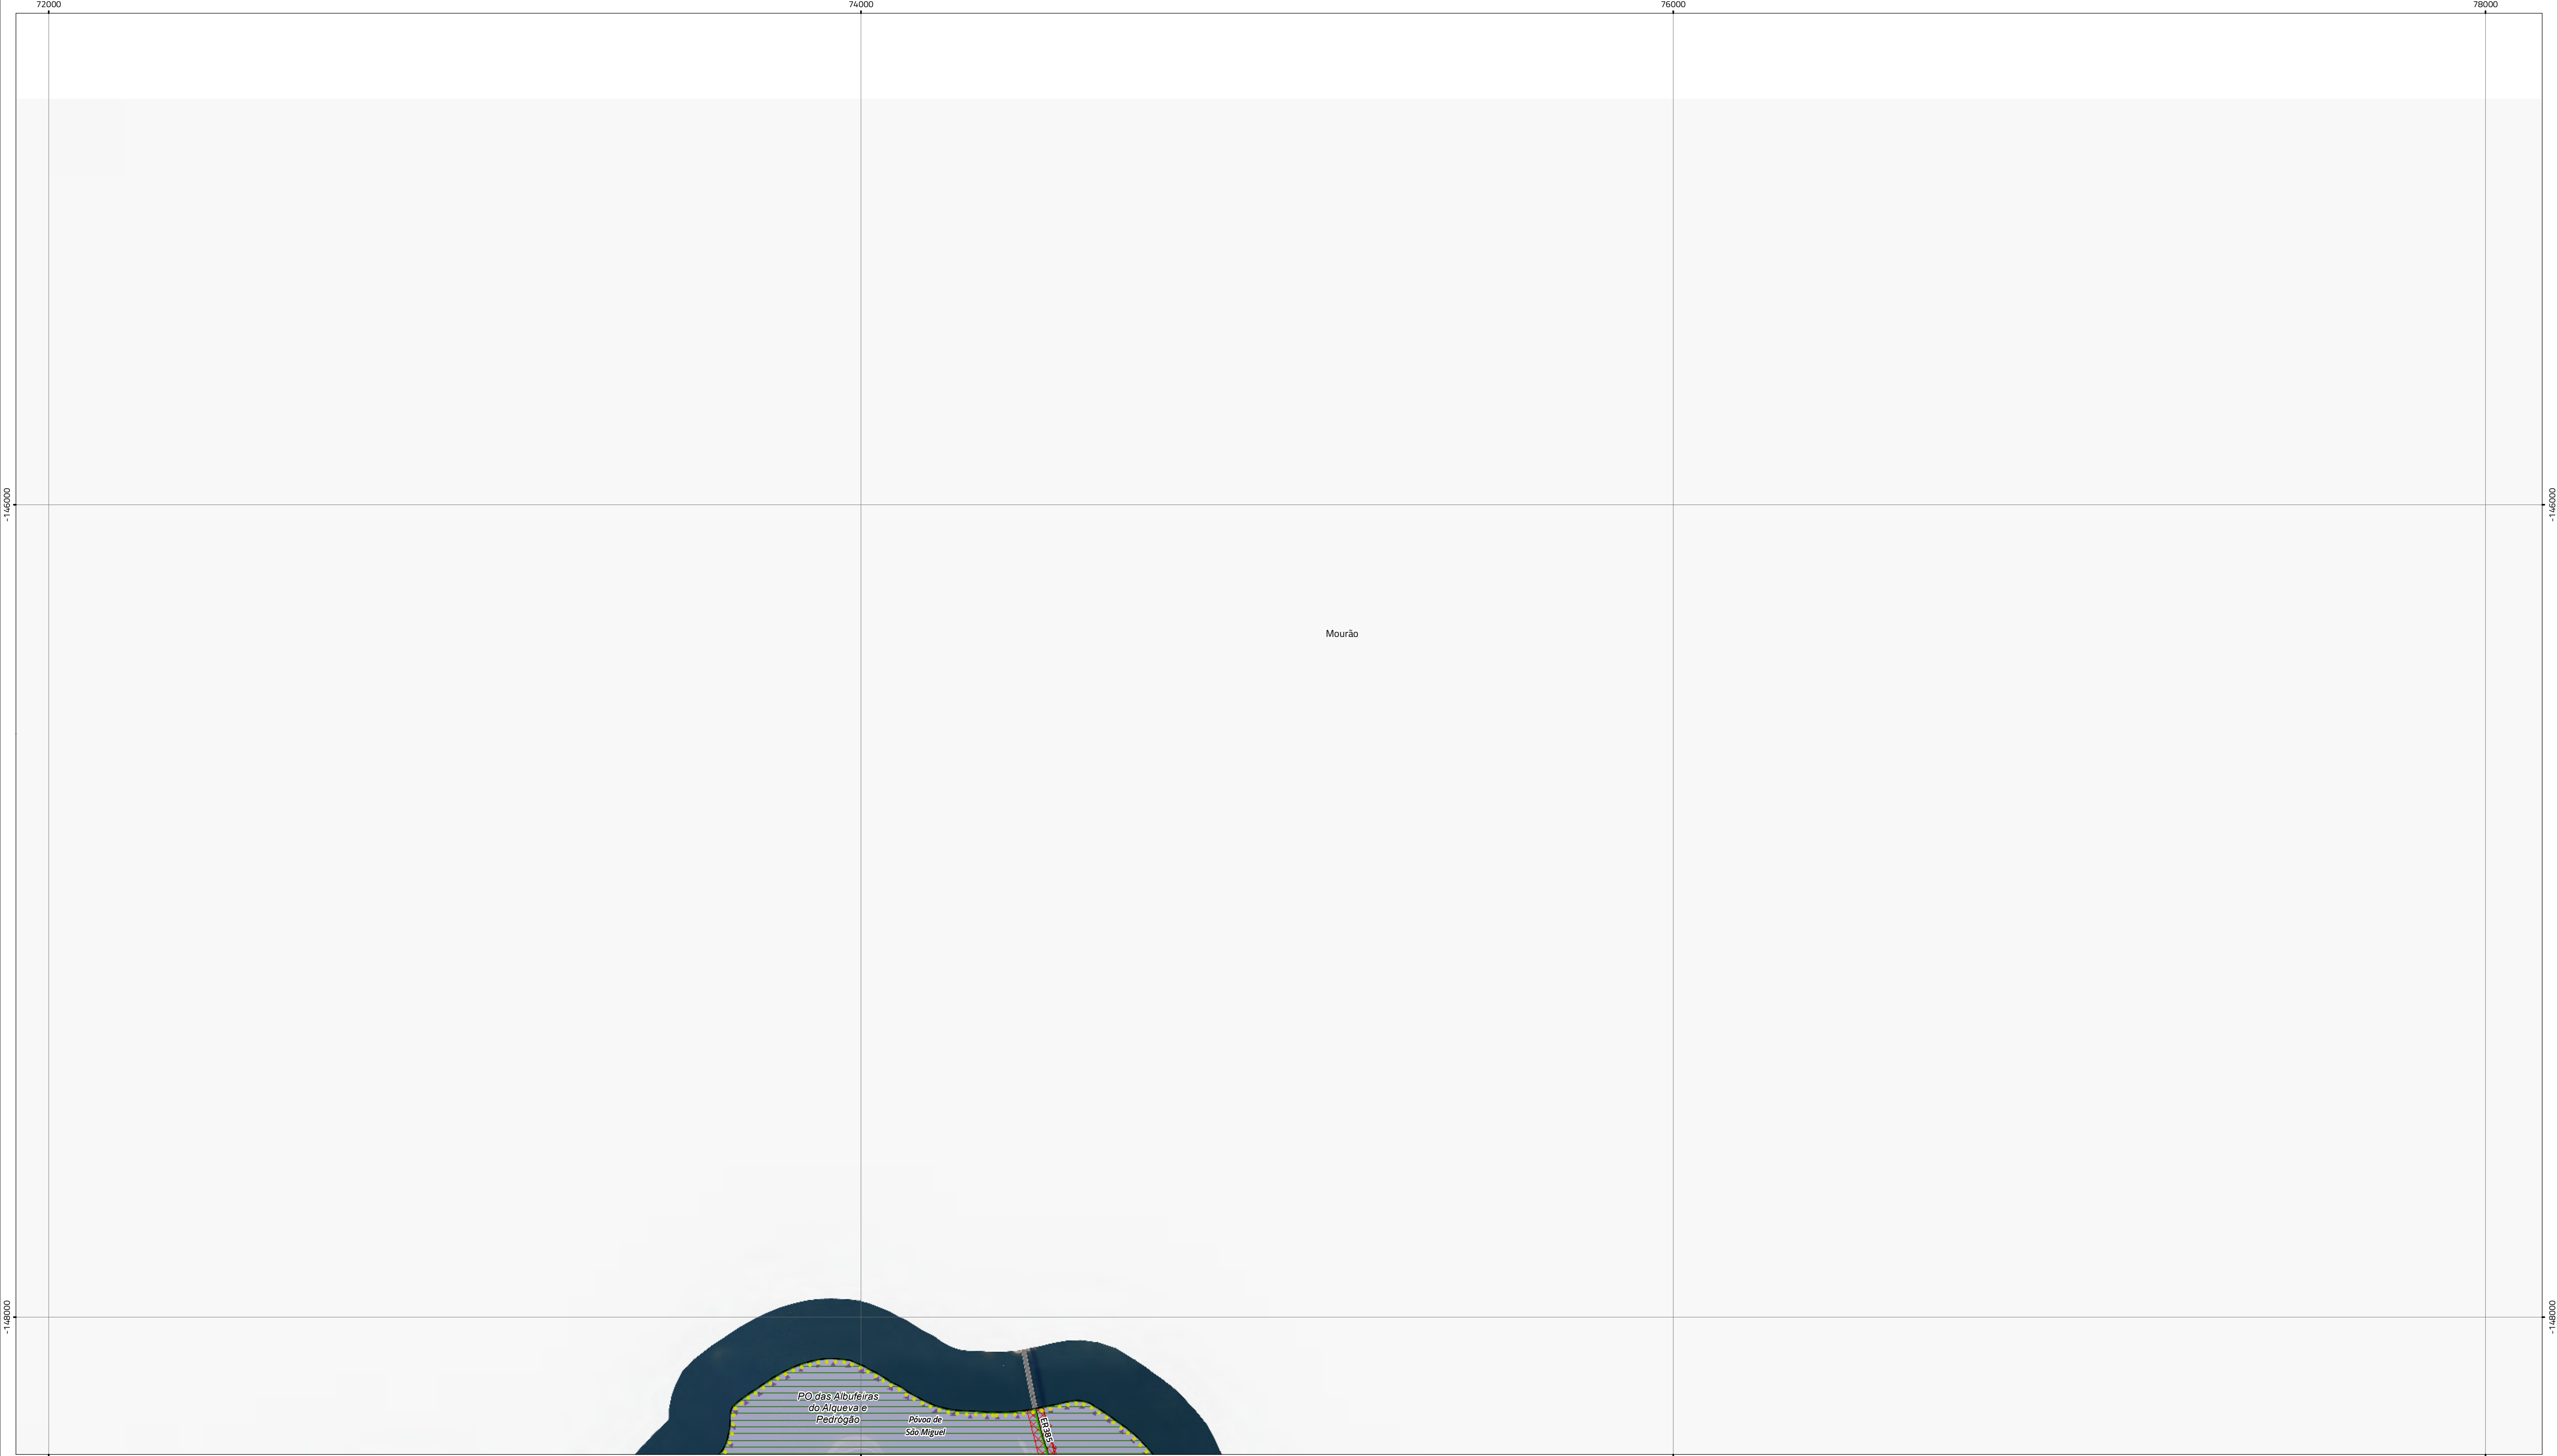 72000
74000
76000
78000
-146000
-146000
Mourão
-148000
-148000
PO das Albufeiras
do Alqueva e
Pedrógão
Póvoa de
São Miguel
ER385